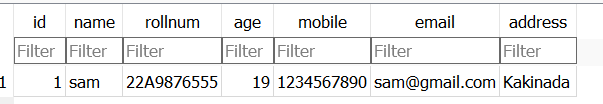 id name rollnum age mobile email address
Filter Filter Filter Filter Filter Filter Filter
1 1 sam 22A9876555 19 1234567890 sam@gmail.com Kakinada